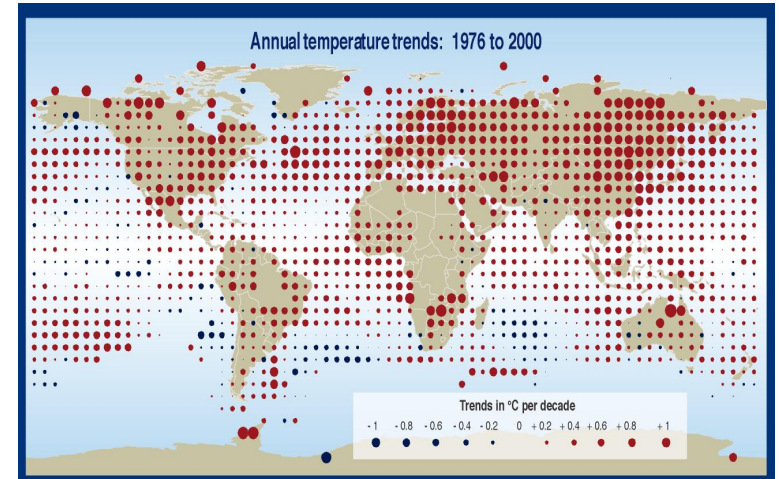 Annual temperature trends: 1976 to 2000
Trends in °C per decade
- 1 - 0.8 - 0.6 - 0.4 - 0.2 0 + 0.2 + 0.4 + 0.6 + 0.8 + 1